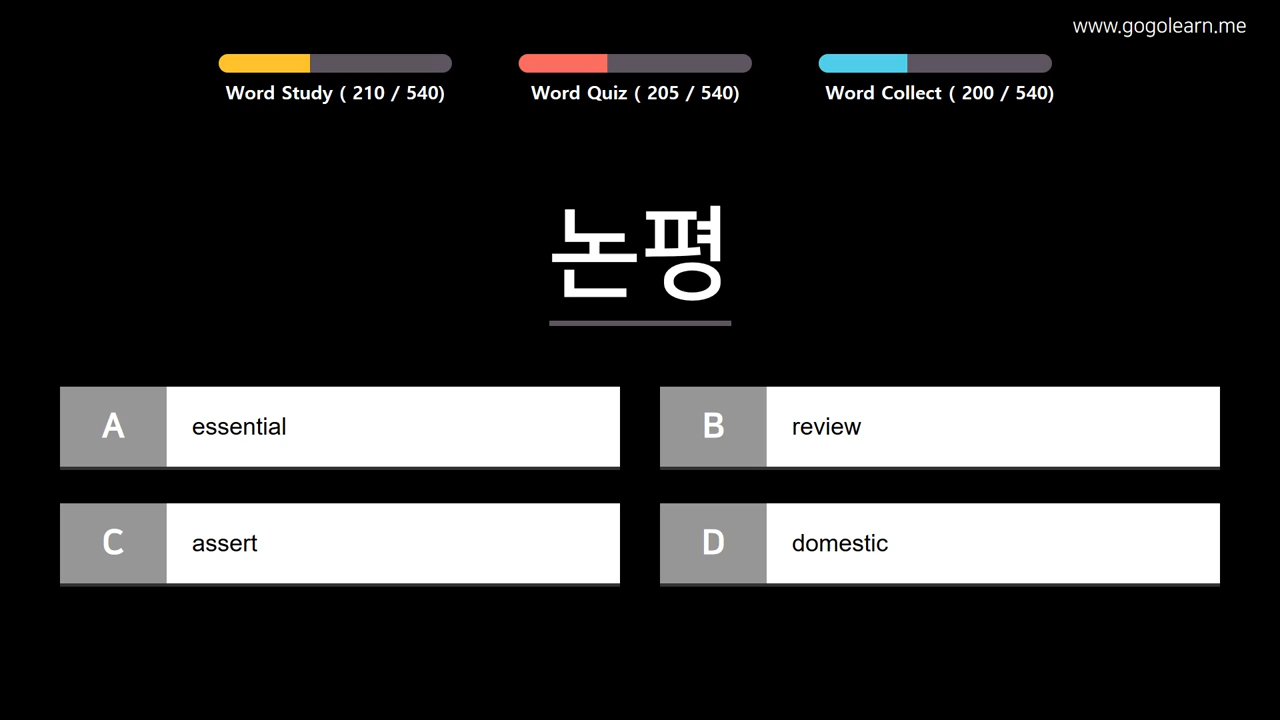 www.gogolearn.me
Word Study ( 210 / 540)
Word Quiz ( 205 / 540)
Word Collect ( 200 / 540)
논평
A essential
B review
C assert
D domestic